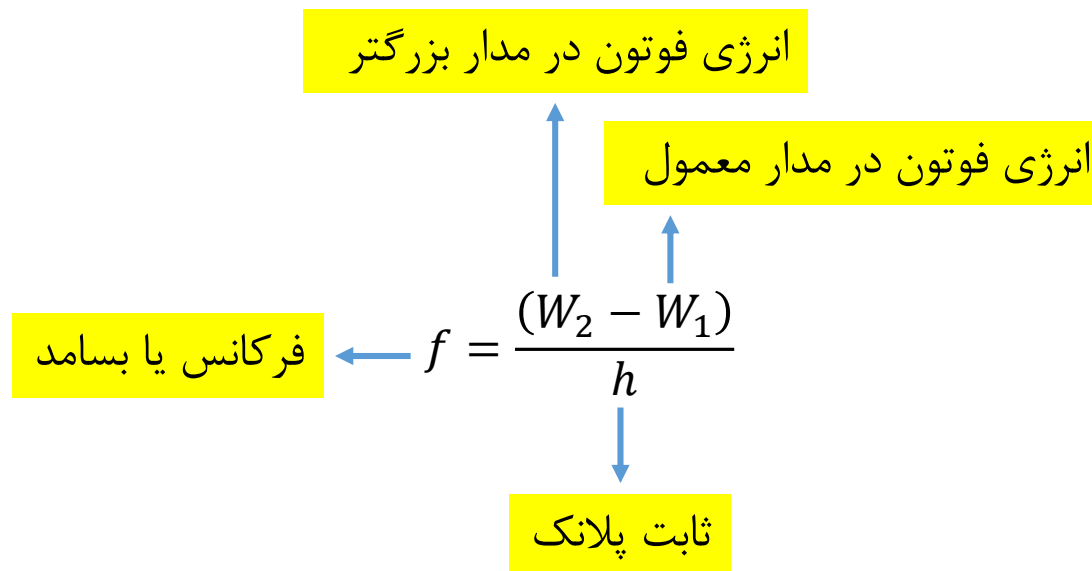 انرژی فوتون در مدار بزرگتر
انرژی فوتون در مدار معمول
فرکانس یا بسامد
f = (W₂ − W₁) / h
ثابت پلانک